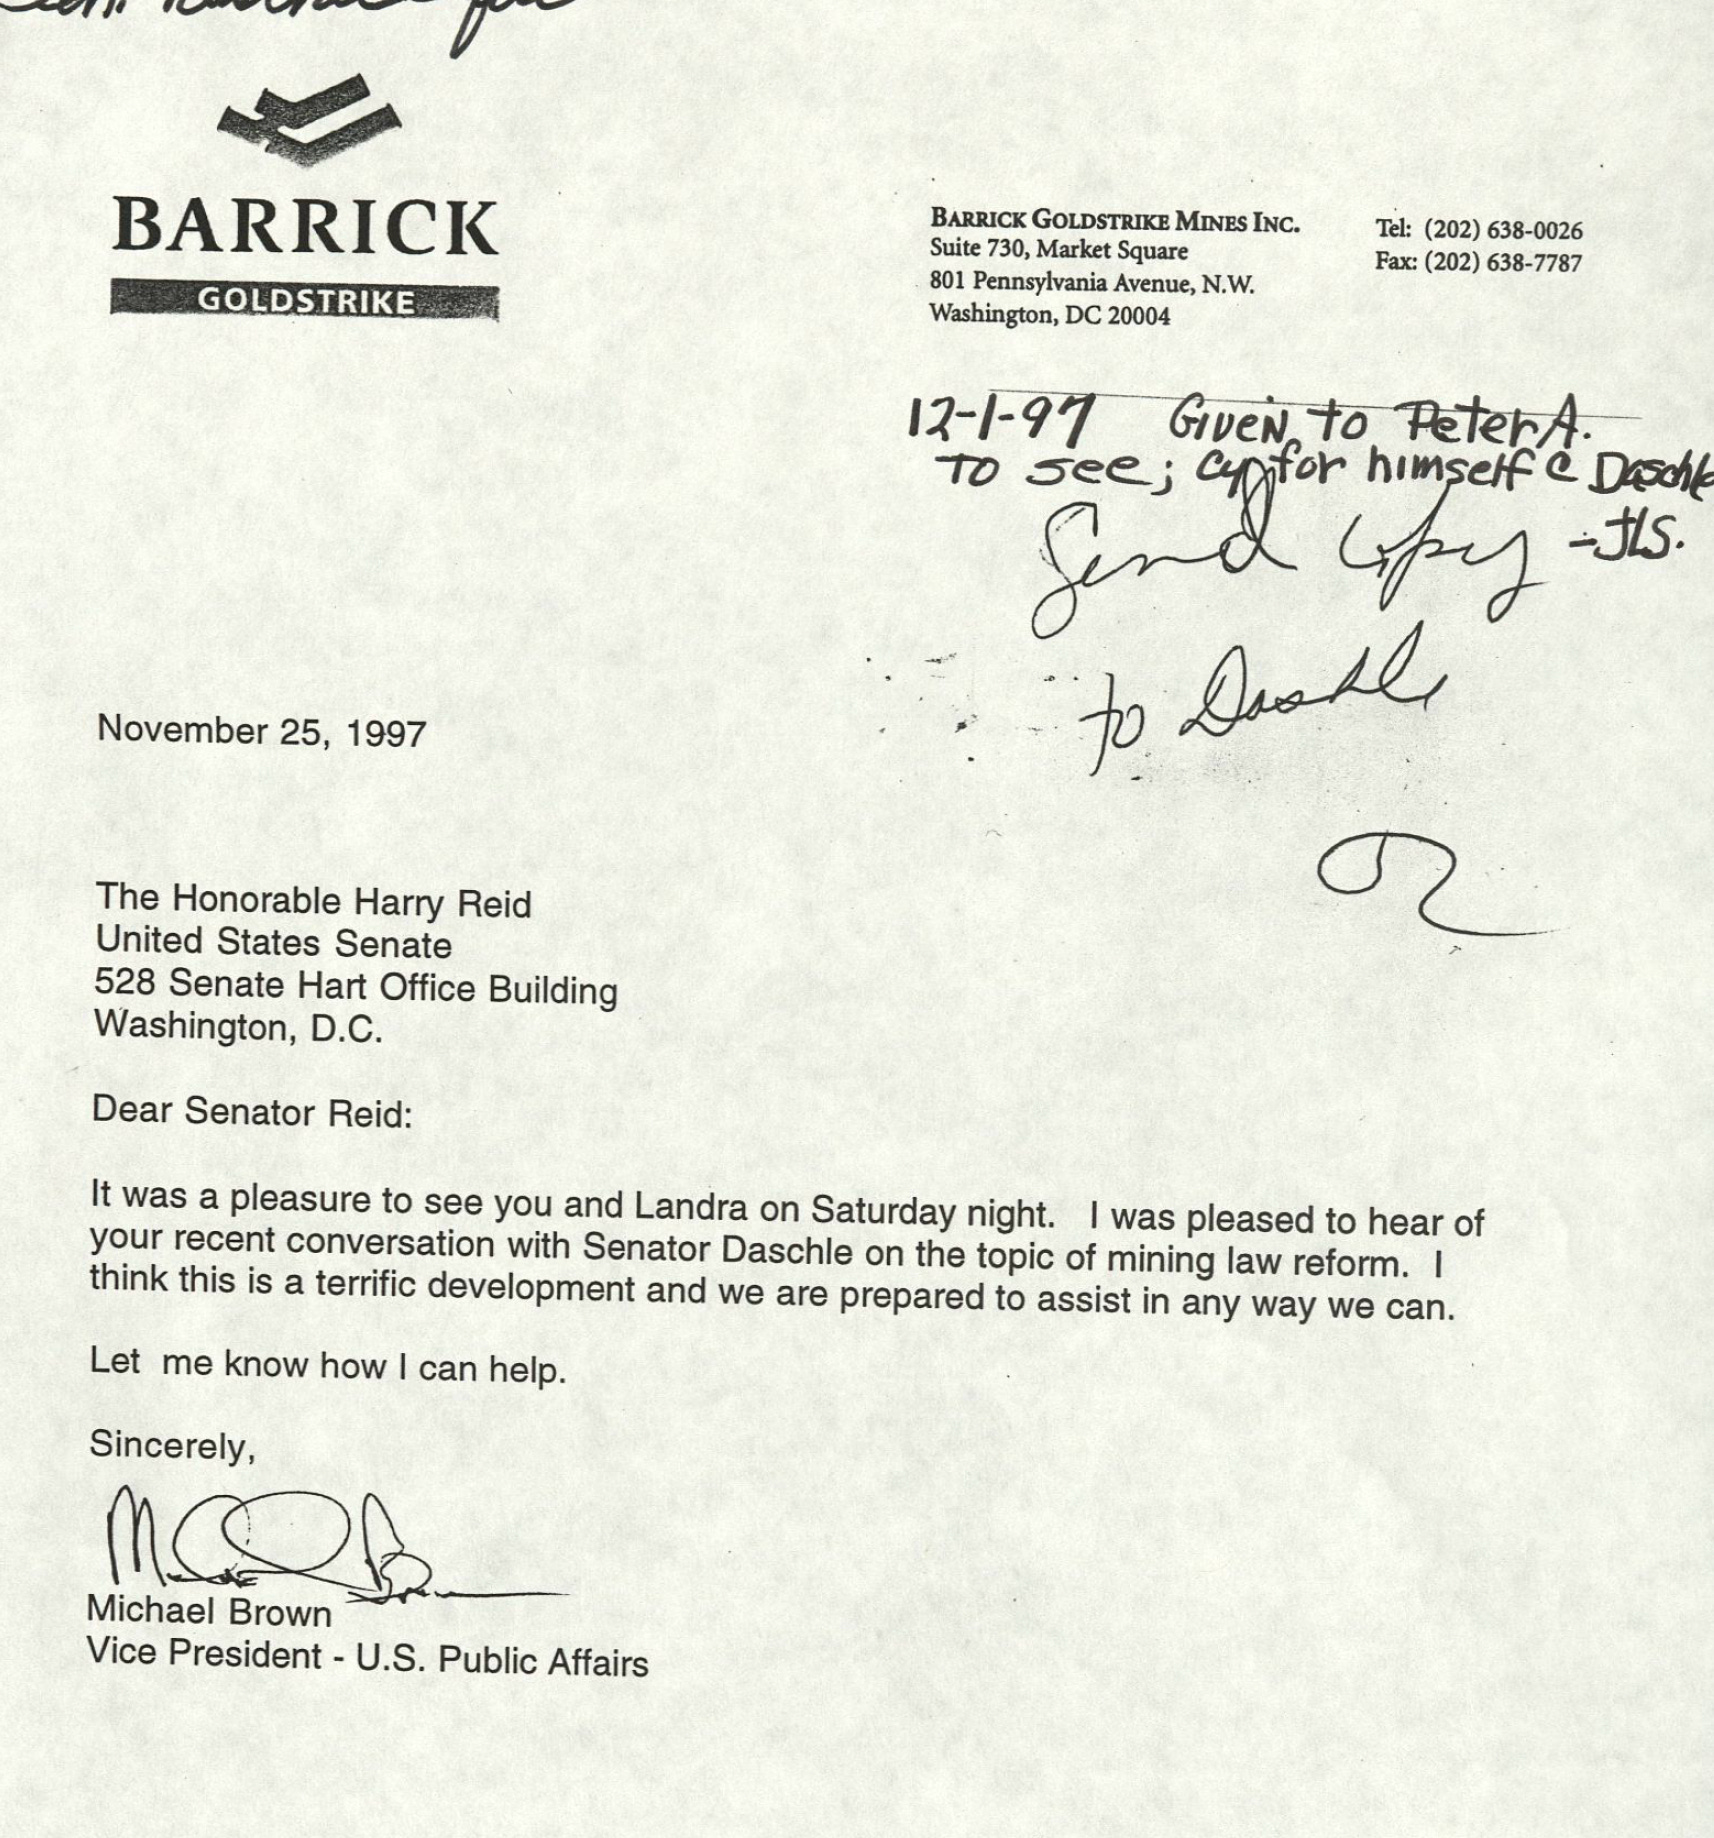 BARRICK
GOLDSTRIKE
BARRICK GOLDSTRIKE MINES INC.
Suite 730, Market Square
801 Pennsylvania Avenue, N.W.
Washington, DC 20004
Tel: (202) 638-0026
Fax: (202) 638-7787
12-1-97 Given to Peter A.
to see; cy for himself & Daschle
-JLS.
Send copy
to Daschle
November 25, 1997
The Honorable Harry Reid
United States Senate
528 Senate Hart Office Building
Washington, D.C.
Dear Senator Reid:
It was a pleasure to see you and Landra on Saturday night. I was pleased to hear of
your recent conversation with Senator Daschle on the topic of mining law reform. I
think this is a terrific development and we are prepared to assist in any way we can.
Let me know how I can help.
Sincerely,
Michael Brown
Vice President - U.S. Public Affairs